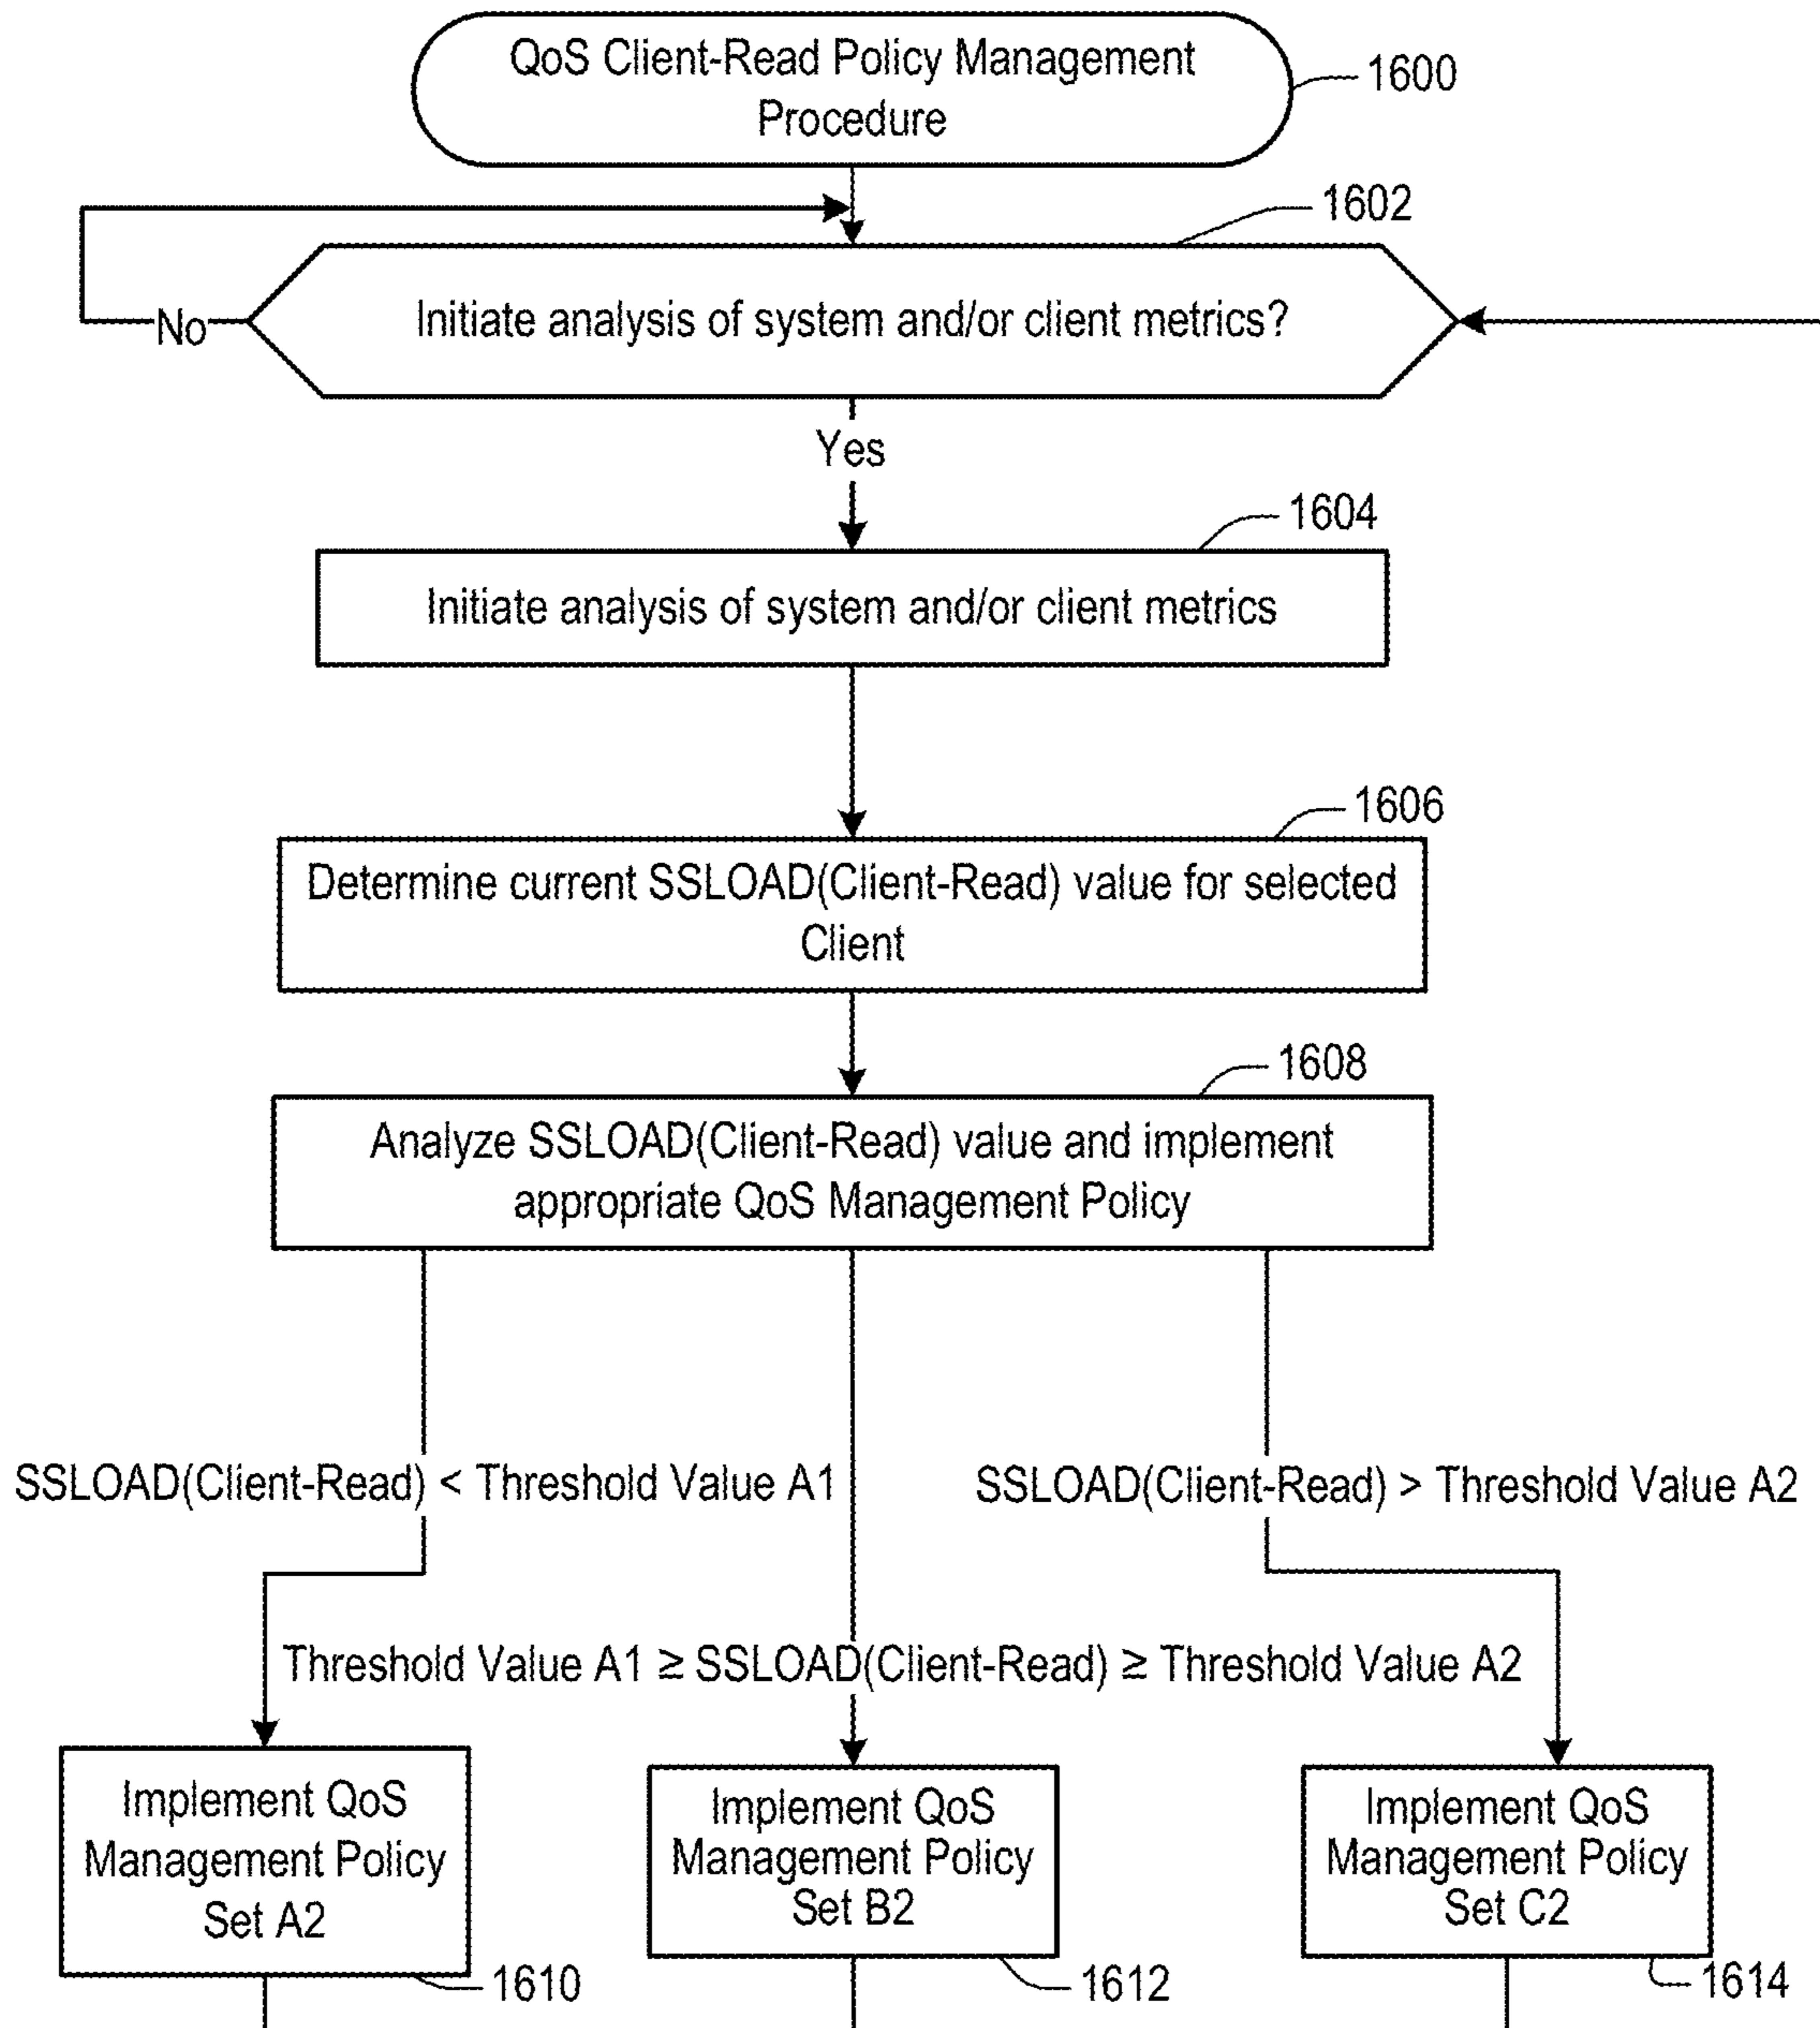 QoS Client-Read Policy Management
Procedure
1600
1602
Initiate analysis of system and/or client metrics?
No
Yes
1604
Initiate analysis of system and/or client metrics
1606
Determine current SSLOAD(Client-Read) value for selected
Client
1608
Analyze SSLOAD(Client-Read) value and implement
appropriate QoS Management Policy
SSLOAD(Client-Read) < Threshold Value A1
SSLOAD(Client-Read) > Threshold Value A2
Threshold Value A1 ≥ SSLOAD(Client-Read) ≥ Threshold Value A2
Implement QoS
Management Policy
Set A2
1610
Implement QoS
Management Policy
Set B2
1612
Implement QoS
Management Policy
Set C2
1614